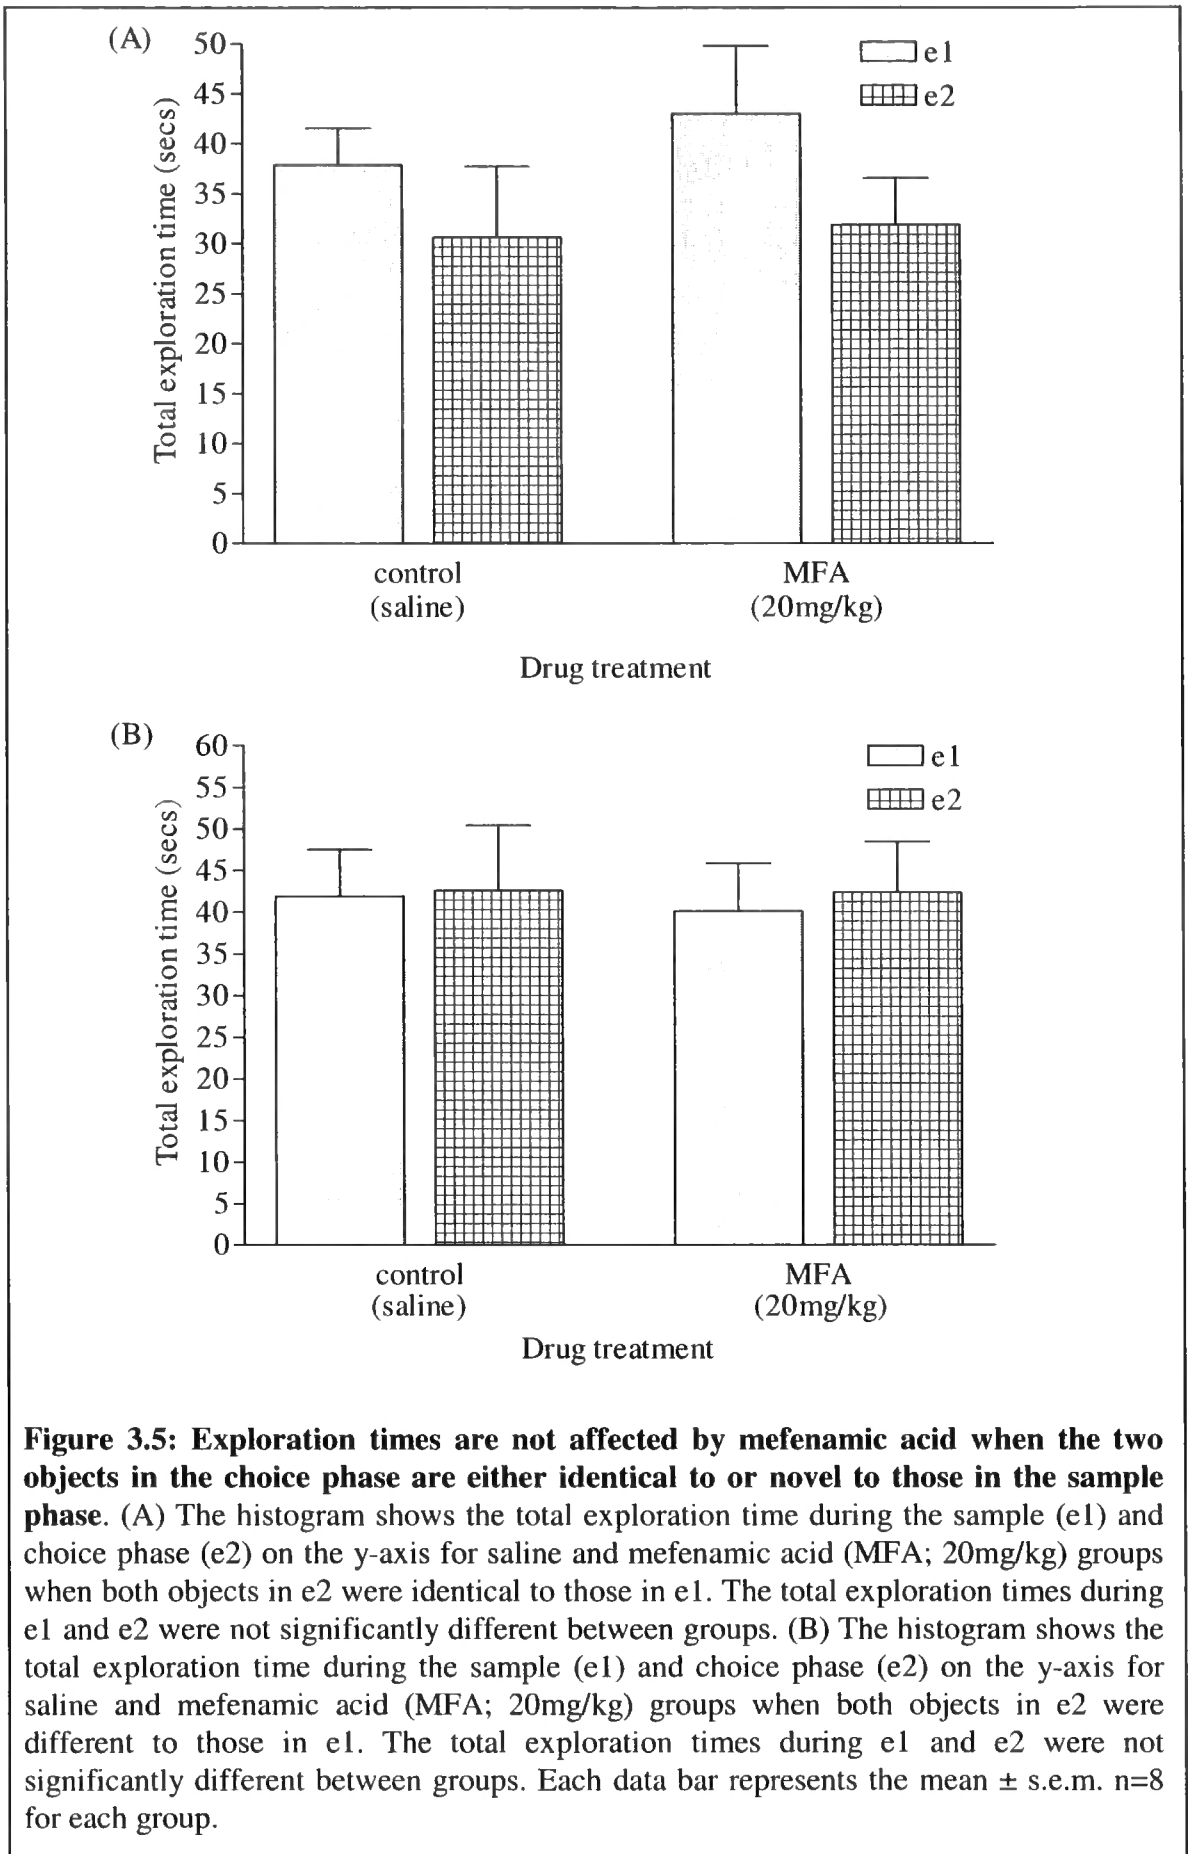 (A)
50
45
40
35
30
25
20
15
10
5
0
Total exploration time (secs)
e1
e2
control
(saline)
MFA
(20mg/kg)
Drug treatment
(B)
60
55
50
45
40
35
30
25
20
15
10
5
0
Total exploration time (secs)
e1
e2
control
(saline)
MFA
(20mg/kg)
Drug treatment
Figure 3.5: Exploration times are not affected by mefenamic acid when the two
objects in the choice phase are either identical to or novel to those in the sample
phase. (A) The histogram shows the total exploration time during the sample (e1) and
choice phase (e2) on the y-axis for saline and mefenamic acid (MFA; 20mg/kg) groups
when both objects in e2 were identical to those in e1. The total exploration times during
e1 and e2 were not significantly different between groups. (B) The histogram shows the
total exploration time during the sample (e1) and choice phase (e2) on the y-axis for
saline and mefenamic acid (MFA; 20mg/kg) groups when both objects in e2 were
different to those in e1. The total exploration times during e1 and e2 were not
significantly different between groups. Each data bar represents the mean ± s.e.m. n=8
for each group.